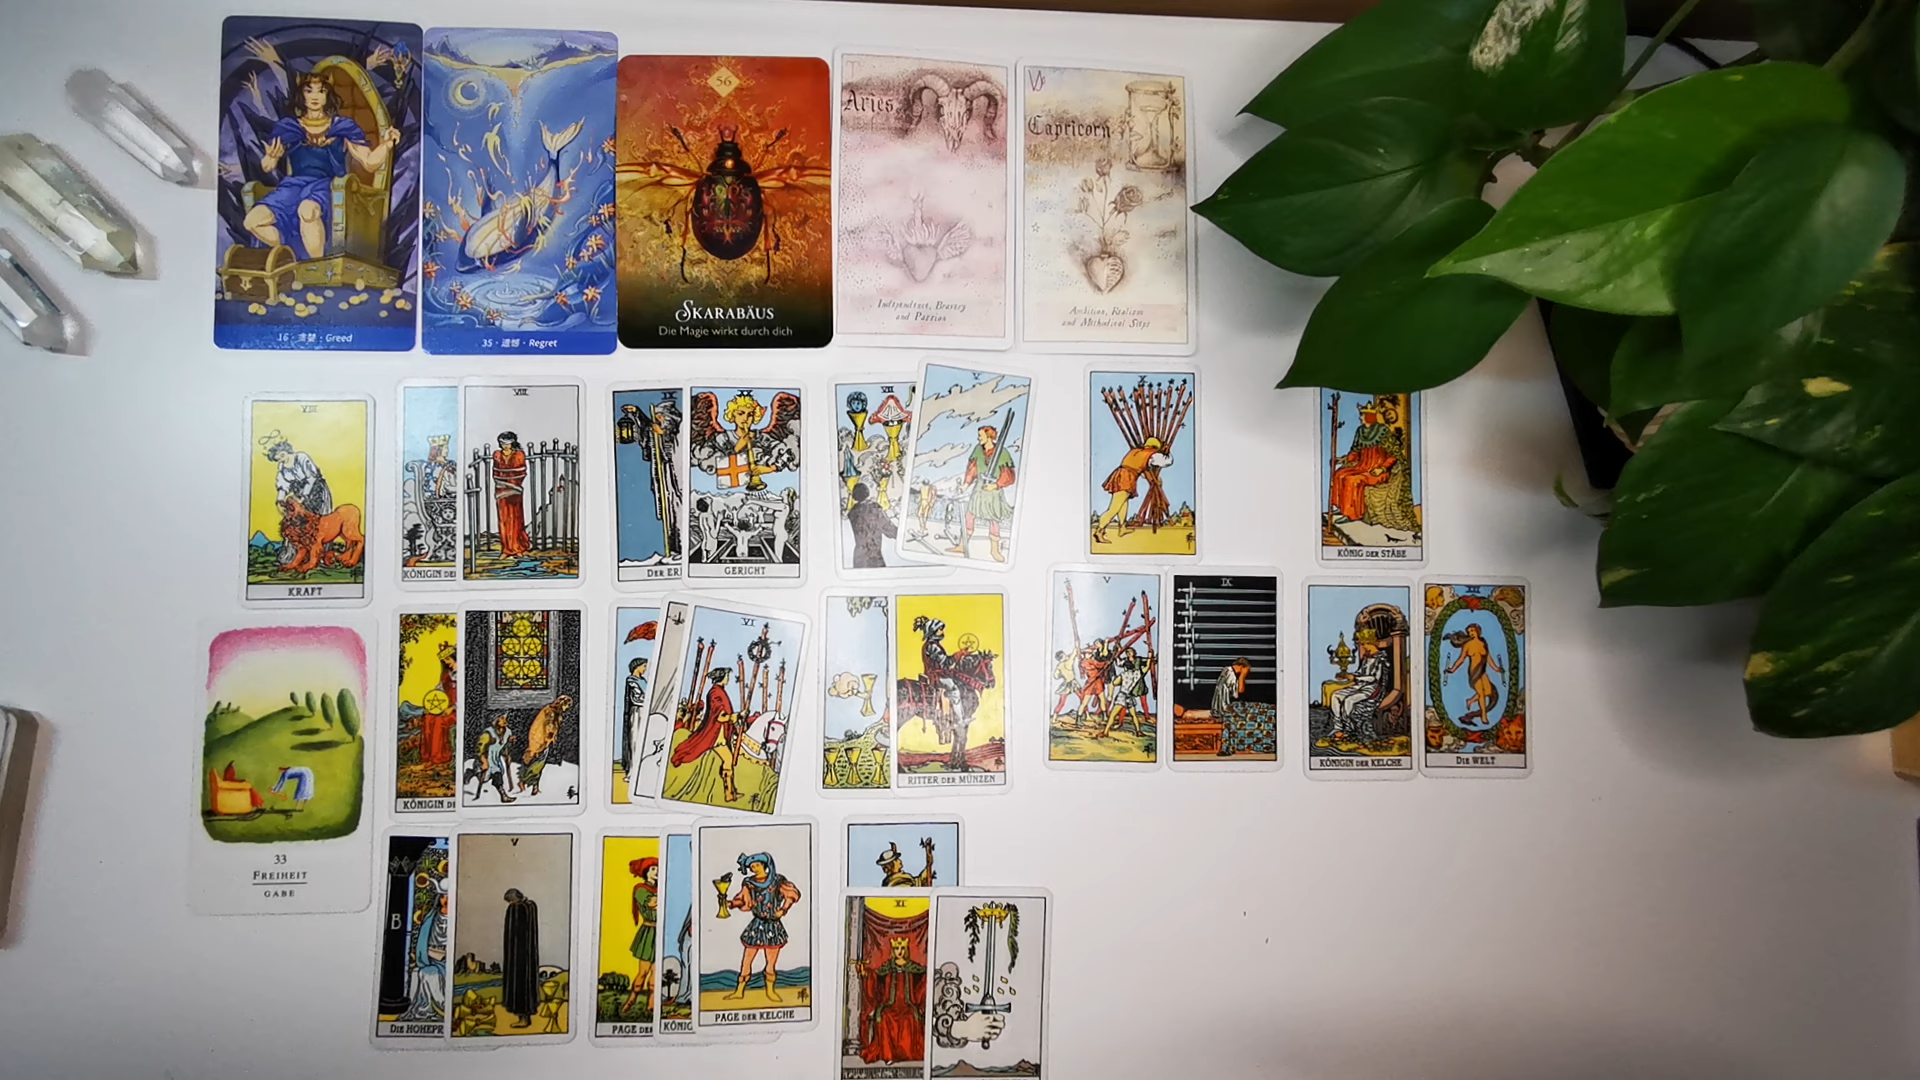 16 · 貪婪 · Greed
35 · 遺憾 · Regret
56
SKARABÄUS
Die Magie wirkt durch dich
Aries
Independence, Bravery
and Passion
Capricorn
Ambition, Realism
and Methodical Steps
VIII
KRAFT
KÖNIGIN DE
VIII
IX
DER ER
GERICHT
VII
V
X
KÖNIG DER STÄBE
33
FREIHEIT
GABE
KÖNIGIN DE
VI
IV
RITTER DER MÜNZEN
V
IX
KÖNIGIN DER KELCHE
XXI
DIE WELT
B
DIE HOHEPR
V
PAGE DE
KÖNIG
PAGE DER KELCHE
XI